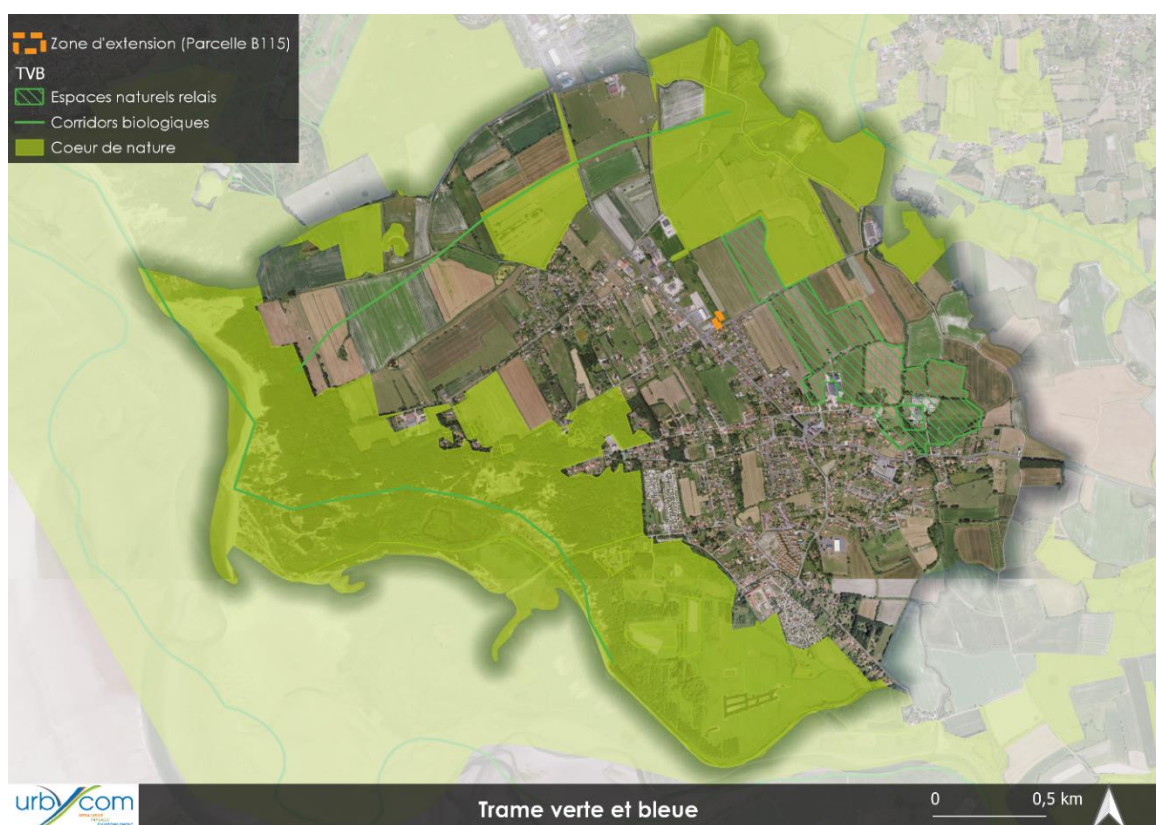 Zone d'extension (Parcelle B115)
TVB
Espaces naturels relais
Corridors biologiques
Coeur de nature
urbycom
Trame verte et bleue
0 0,5 km